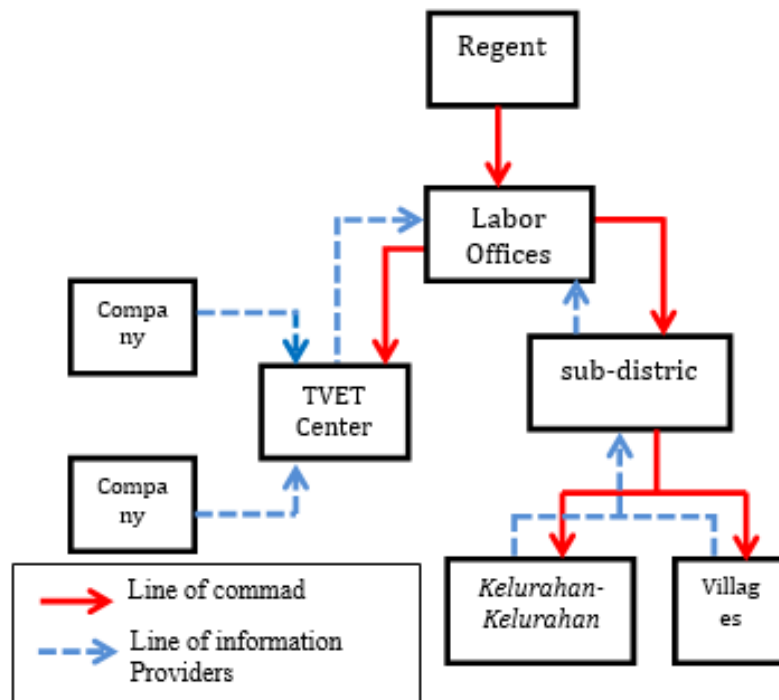 Regent
Labor
Offices
Compa
ny
sub-distric
TVET
Center
Compa
ny
Kelurahan-
Kelurahan
Villag
es
Line of commad
Line of information
Providers